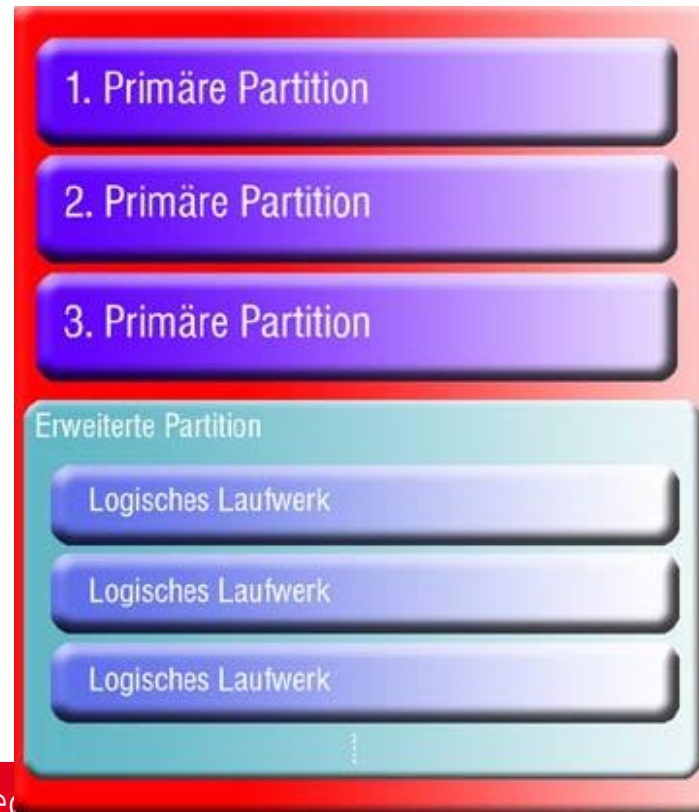 1. Primäre Partition
2. Primäre Partition
3. Primäre Partition
Erweiterte Partition
Logisches Laufwerk
Logisches Laufwerk
Logisches Laufwerk